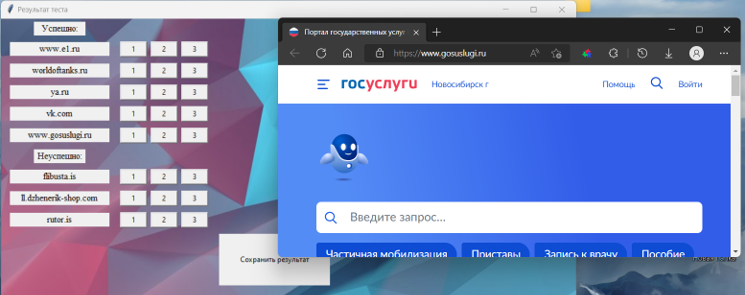 Результат теста
Успешно:
www.e1.ru 1 2 3
worldoftanks.ru 1 2 3
ya.ru 1 2 3
vk.com 1 2 3
www.gosuslugi.ru 1 2 3
Неуспешно:
flibusta.is 1 2 3
ll.dzhenerik-shop.com 1 2 3
rutor.is 1 2 3
Сохранить результат
Портал государственных услуг
https://www.gosuslugi.ru
госуслуги Новосибирск г Помощь Войти
Введите запрос...
Частичная мобилизация Приставы Запись к врачу Пособие